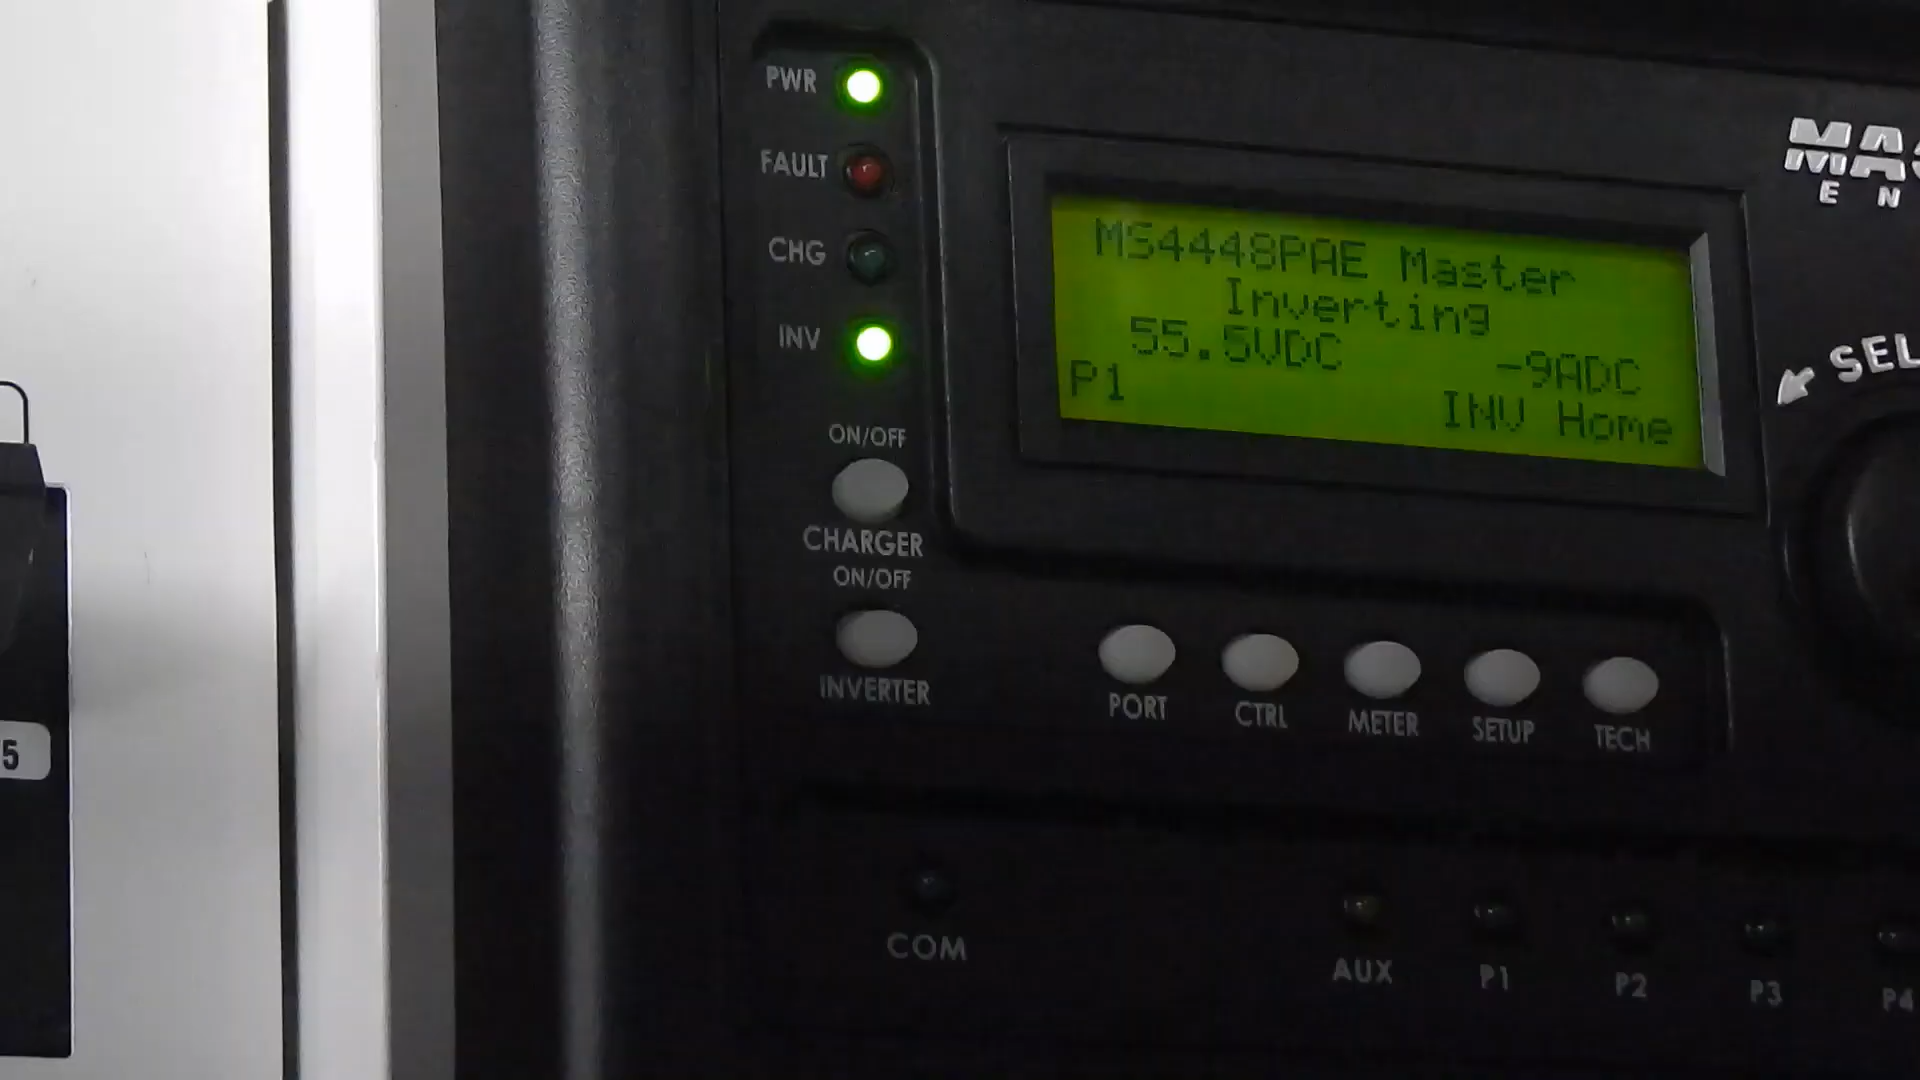 PWR
FAULT
CHG
INV
ON/OFF
CHARGER
ON/OFF
INVERTER
MS4448PAE Master
Inverting
55.5VDC -9ADC
P1 INV Home
E N
PORT CTRL METER SETUP TECH
COM AUX P1 P2 P3 P4
5